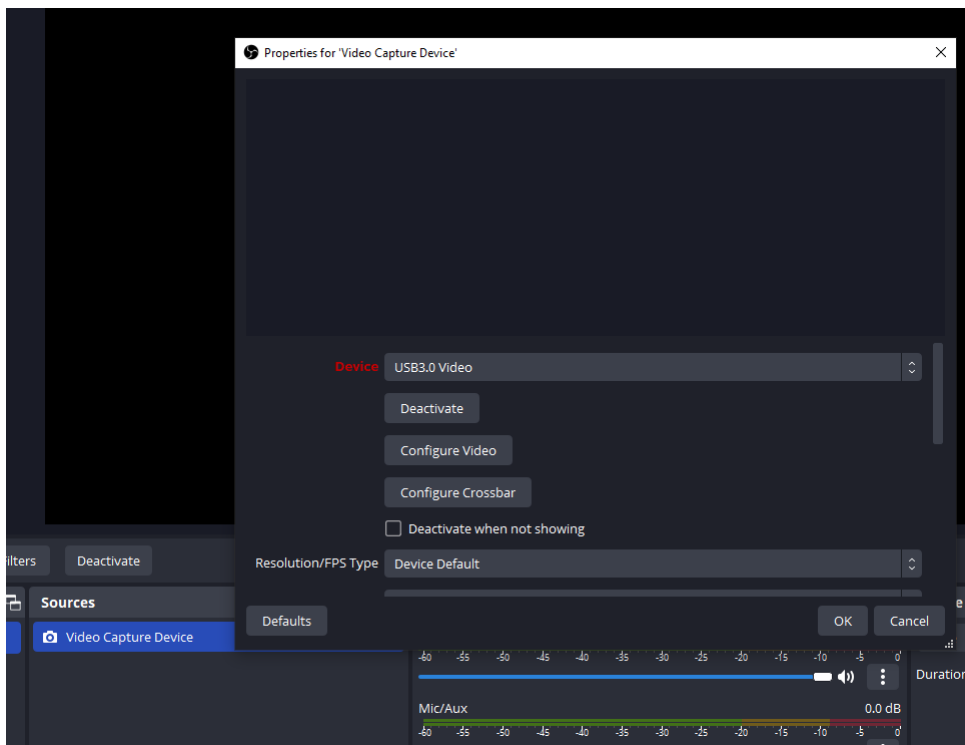 Properties for 'Video Capture Device'
Device
USB3.0 Video
Deactivate
Configure Video
Configure Crossbar
Deactivate when not showing
Resolution/FPS Type
Device Default
Defaults
OK
Cancel
Deactivate
Sources
Video Capture Device
-60 -55 -50 -45 -40 -35 -30 -25 -20 -15 -10 -5 0
Duration
Mic/Aux
0.0 dB
-60 -55 -50 -45 -40 -35 -30 -25 -20 -15 -10 -5 0